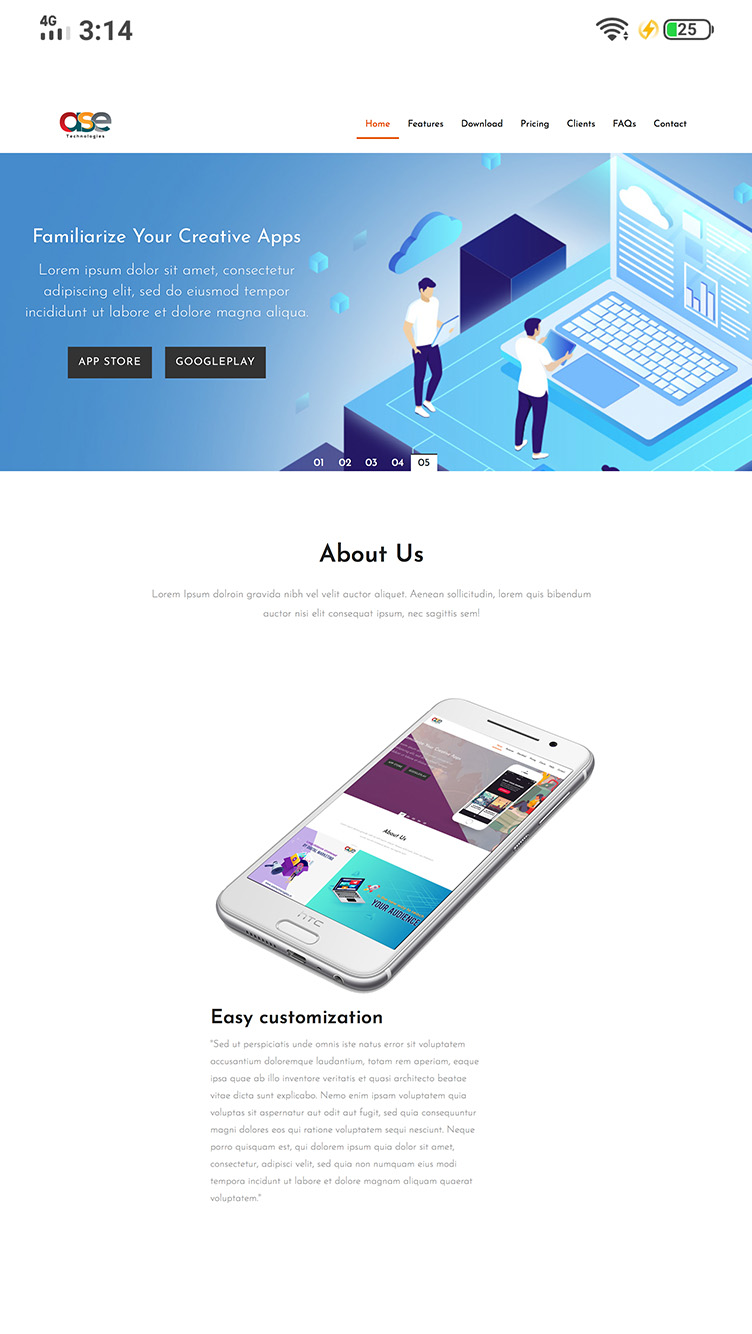 4G
3:14
25
ase
Technologies
Home Features Download Pricing Clients FAQs Contact
Familiarize Your Creative Apps
Lorem ipsum dolor sit amet, consectetur
adipiscing elit, sed do eiusmod tempor
incididunt ut labore et dolore magna aliqua.
APP STORE GOOGLEPLAY
01 02 03 04 05
About Us
Lorem Ipsum dolroin gravida nibh vel velit auctor aliquet. Aenean sollicitudin, lorem quis bibendum
auctor nisi elit consequat ipsum, nec sagittis sem!
ase
Your Creative Apps
APP STORE GOOGLEPLAY
About Us
YOUR AUDIENCE
hTC
Easy customization
"Sed ut perspiciatis unde omnis iste natus error sit voluptatem
accusantium doloremque laudantium, totam rem aperiam, eaque
ipsa quae ab illo inventore veritatis et quasi architecto beatae
vitae dicta sunt explicabo. Nemo enim ipsam voluptatem quia
voluptas sit aspernatur aut odit aut fugit, sed quia consequuntur
magni dolores eos qui ratione voluptatem sequi nesciunt. Neque
porro quisquam est, qui dolorem ipsum quia dolor sit amet,
consectetur, adipisci velit, sed quia non numquam eius modi
tempora incidunt ut labore et dolore magnam aliquam quaerat
voluptatem."